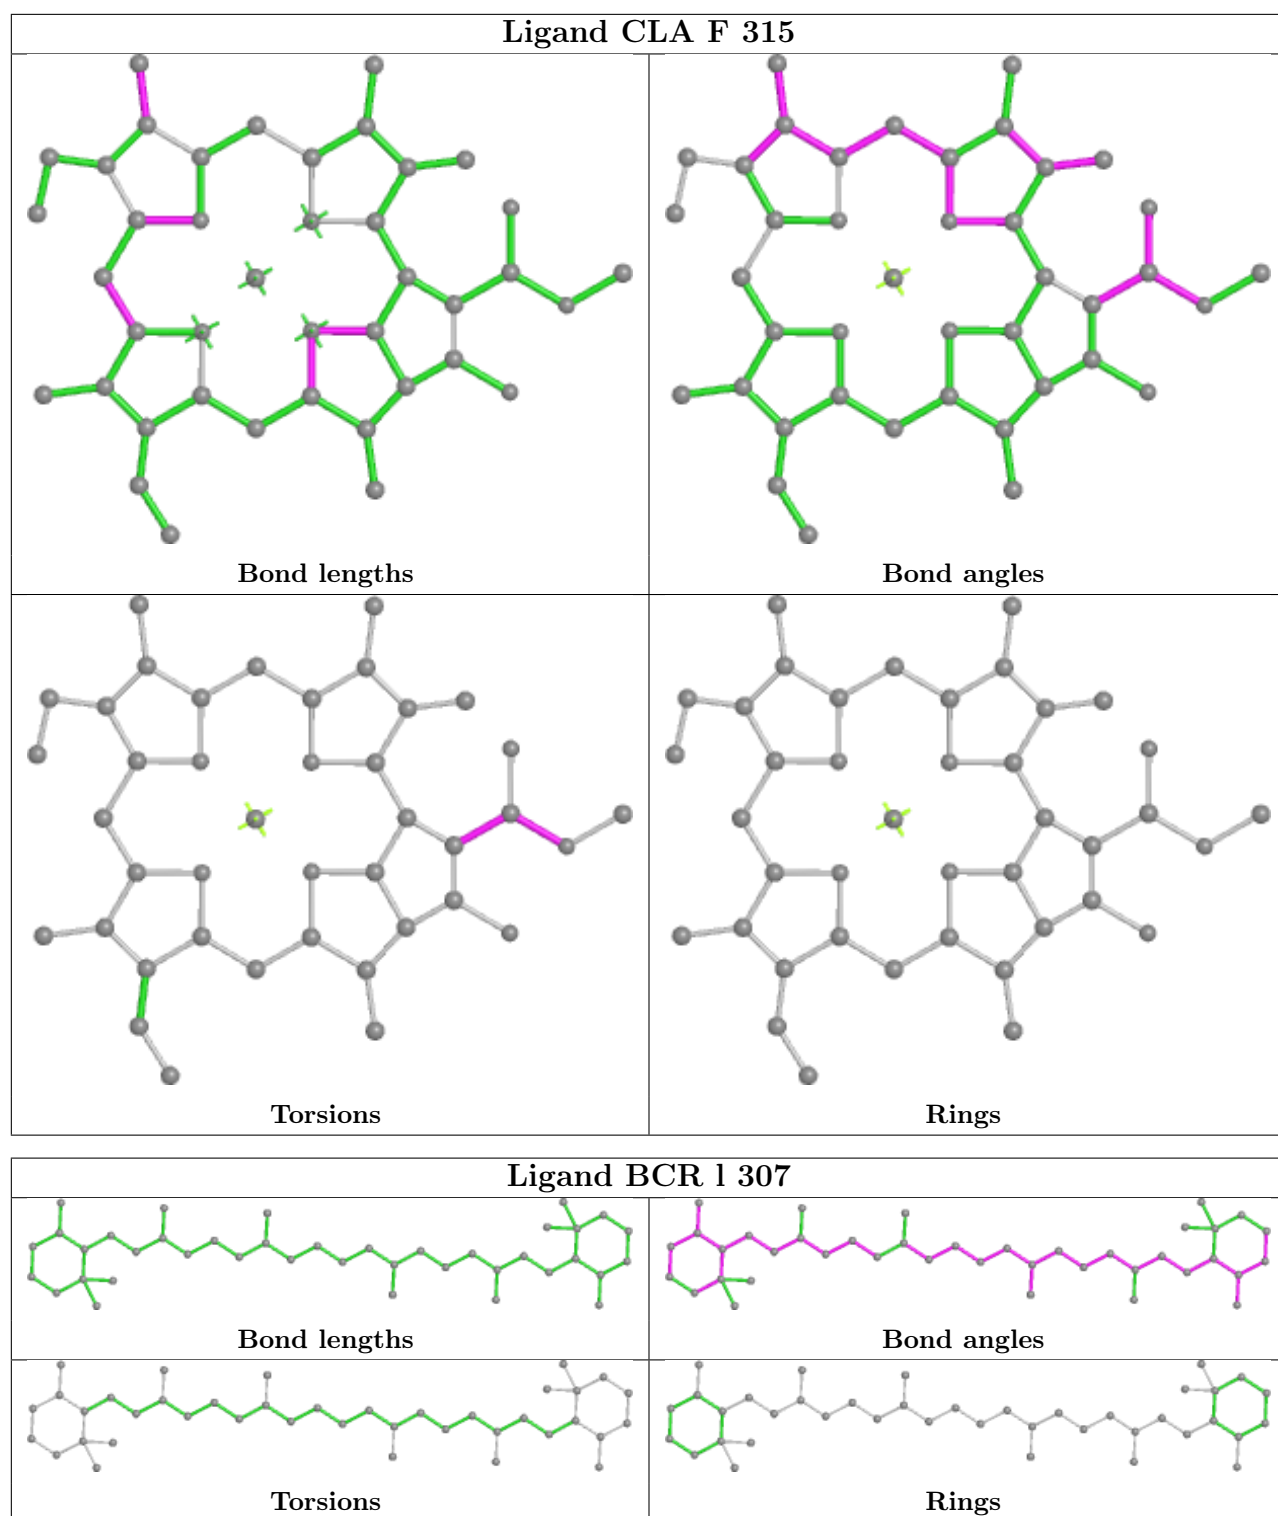 Ligand CLA F 315
Bond lengths
Bond angles
Torsions
Rings
Ligand BCR l 307
Bond lengths
Bond angles
Torsions
Rings